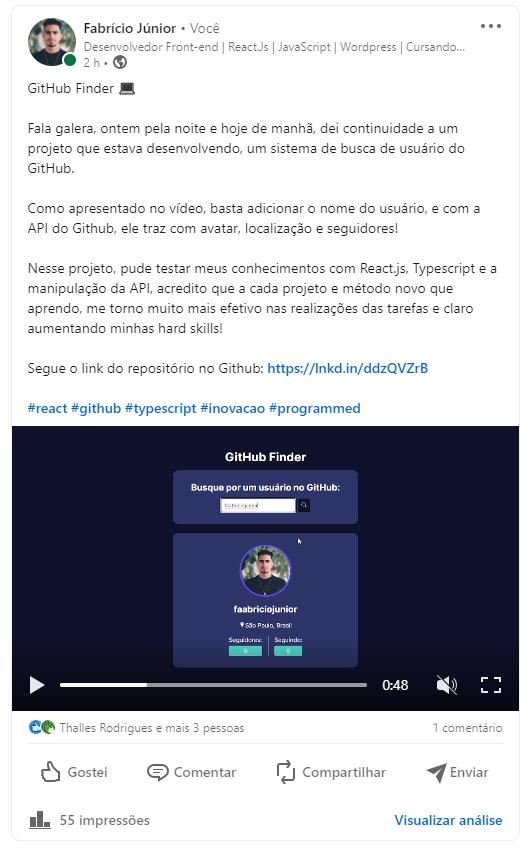 Fabrício Júnior • Você
Desenvolvedor Front-end | ReactJs | JavaScript | Wordpress | Cursando...
2 h •
GitHub Finder
Fala galera, ontem pela noite e hoje de manhã, dei continuidade a um
projeto que estava desenvolvendo, um sistema de busca de usuário do
GitHub.
Como apresentado no vídeo, basta adicionar o nome do usuário, e com a
API do Github, ele traz com avatar, localização e seguidores!
Nesse projeto, pude testar meus conhecimentos com React.js, Typescript e a
manipulação da API, acredito que a cada projeto e método novo que
aprendo, me torno muito mais efetivo nas realizações das tarefas e claro
aumentando minhas hard skills!
Segue o link do repositório no Github: https://lnkd.in/ddzQVZrB
#react #github #typescript #inovacao #programmed
GitHub Finder
Busque por um usuário no GitHub:
faabriciojunior
São Paulo, Brasil
Seguidores: Seguindo:
0:48
Thalles Rodrigues e mais 3 pessoas
1 comentário
Gostei Comentar Compartilhar Enviar
55 impressões
Visualizar análise